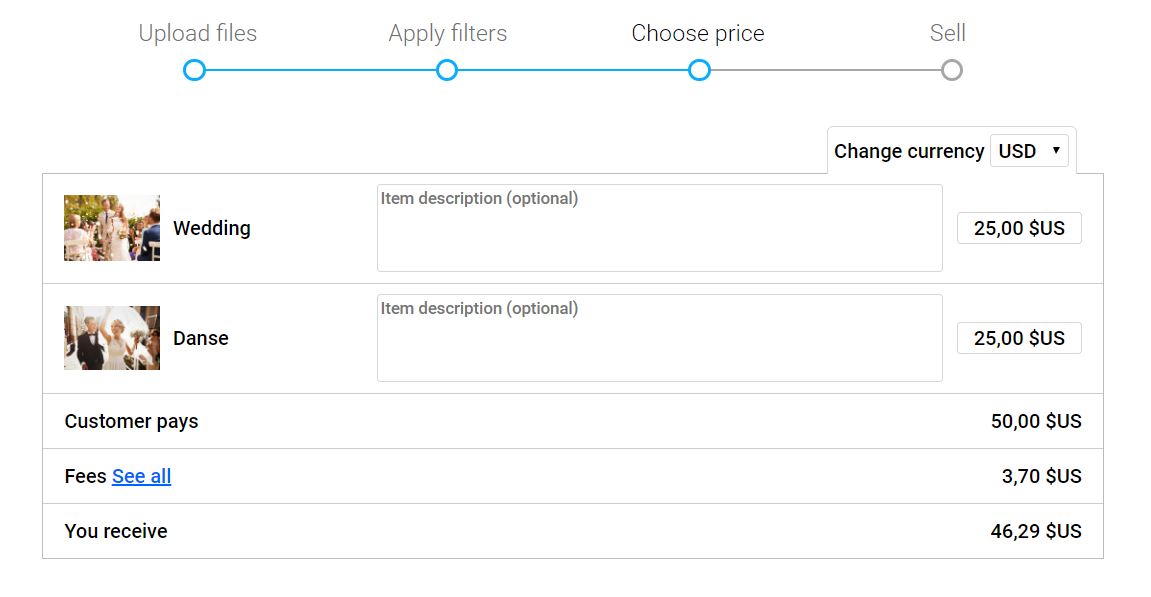 Upload files
Apply filters
Choose price
Sell
Change currency USD
Wedding
Item description (optional)
25,00 $US
Danse
Item description (optional)
25,00 $US
Customer pays 50,00 $US
Fees See all 3,70 $US
You receive 46,29 $US